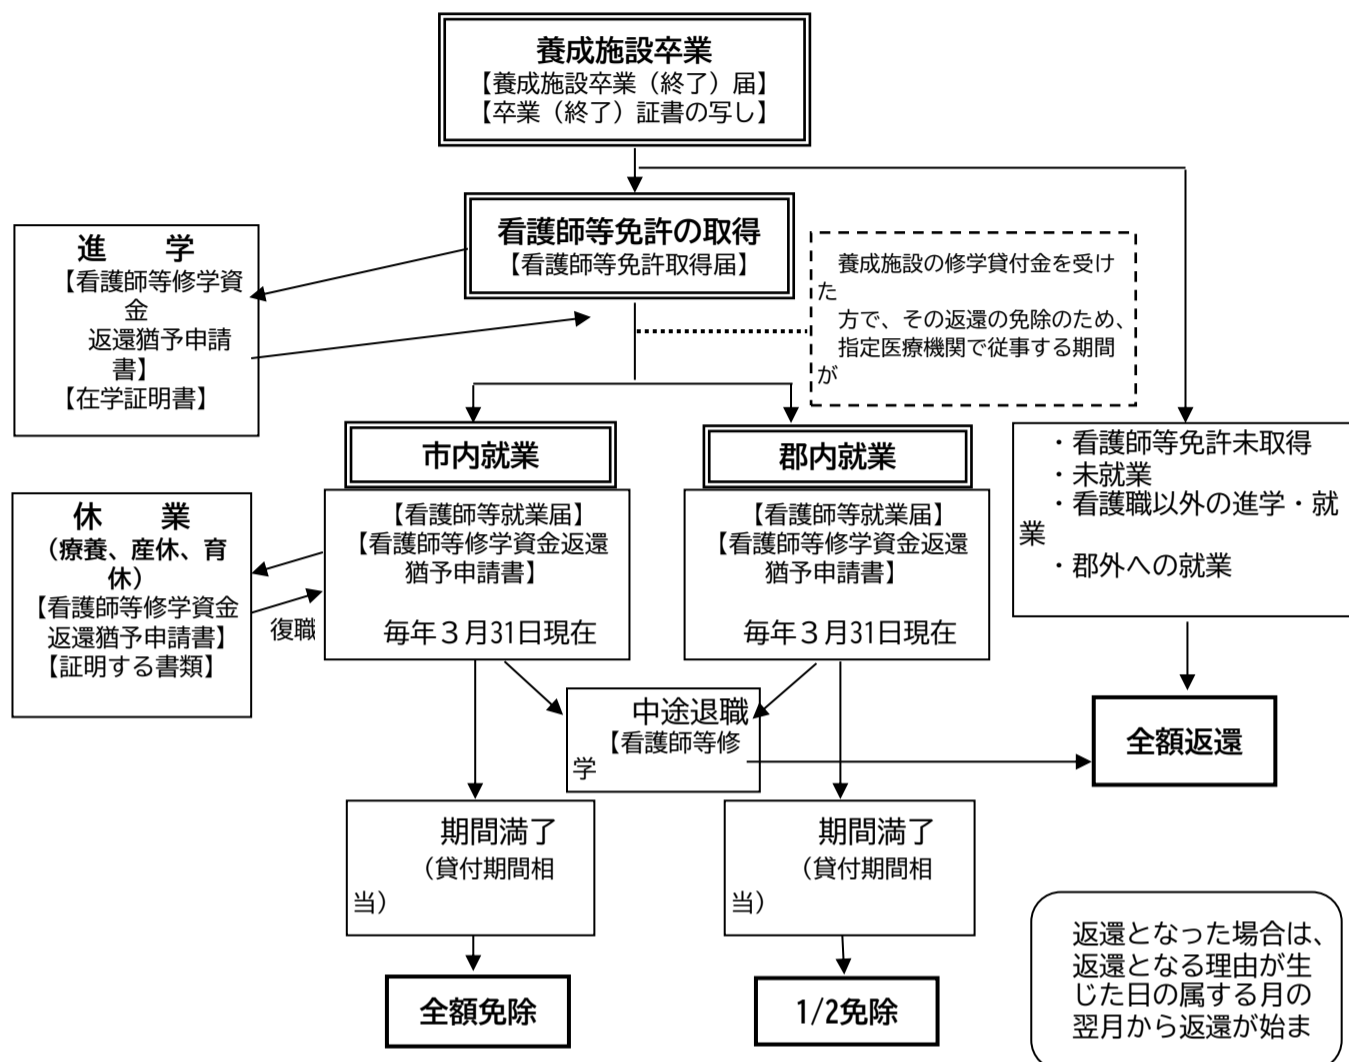 養成施設卒業
【養成施設卒業（終了）届】
【卒業（終了）証書の写し】
看護師等免許の取得
【看護師等免許取得届】
進　学
【看護師等修学資
金
返還猶予申請
書】
【在学証明書】
養成施設の修学貸付金を受け
た
方で、その返還の免除のため、
指定医療機関で従事する期間
が
市内就業
【看護師等就業届】
【看護師等修学資金返還
猶予申請書】
毎年３月31日現在
郡内就業
【看護師等就業届】
【看護師等修学資金返還
猶予申請書】
毎年３月31日現在
・看護師等免許未取得
・未就業
・看護職以外の進学・就
業
・郡外への就業
休　業
（療養、産休、育
休）
【看護師等修学資金
返還猶予申請書】
【証明する書類】
復職
中途退職
【看護師等修
学
全額返還
期間満了
（貸付期間相
当）
期間満了
（貸付期間相
当）
全額免除
1/2免除
返還となった場合は、
返還となる理由が生
じた日の属する月の
翌月から返還が始ま